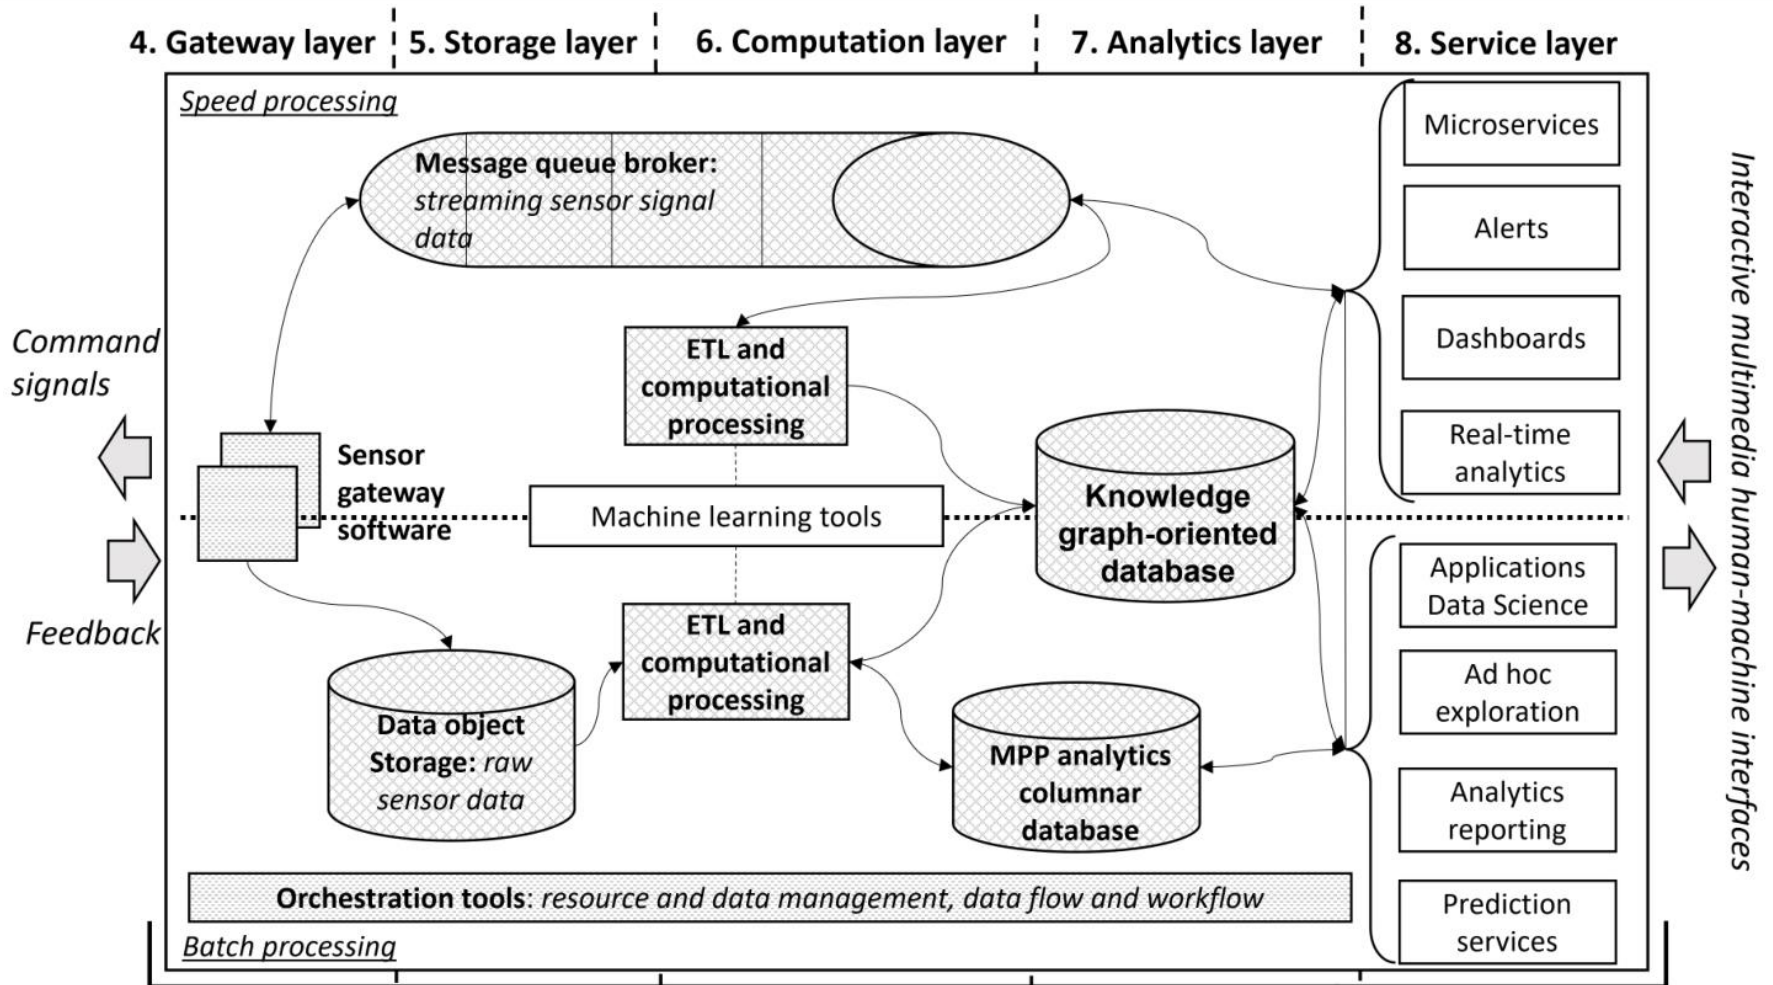 4. Gateway layer
5. Storage layer
6. Computation layer
7. Analytics layer
8. Service layer
Speed processing
Message queue broker:
streaming sensor signal
data
Microservices
Alerts
Dashboards
Real-time
analytics
Command
signals
Feedback
Sensor
gateway
software
ETL and
computational
processing
Machine learning tools
Knowledge
graph-oriented
database
ETL and
computational
processing
Data object
Storage: raw
sensor data
MPP analytics
columnar
database
Applications
Data Science
Ad hoc
exploration
Analytics
reporting
Prediction
services
Interactive multimedia human-machine interfaces
Orchestration tools: resource and data management, data flow and workflow
Batch processing